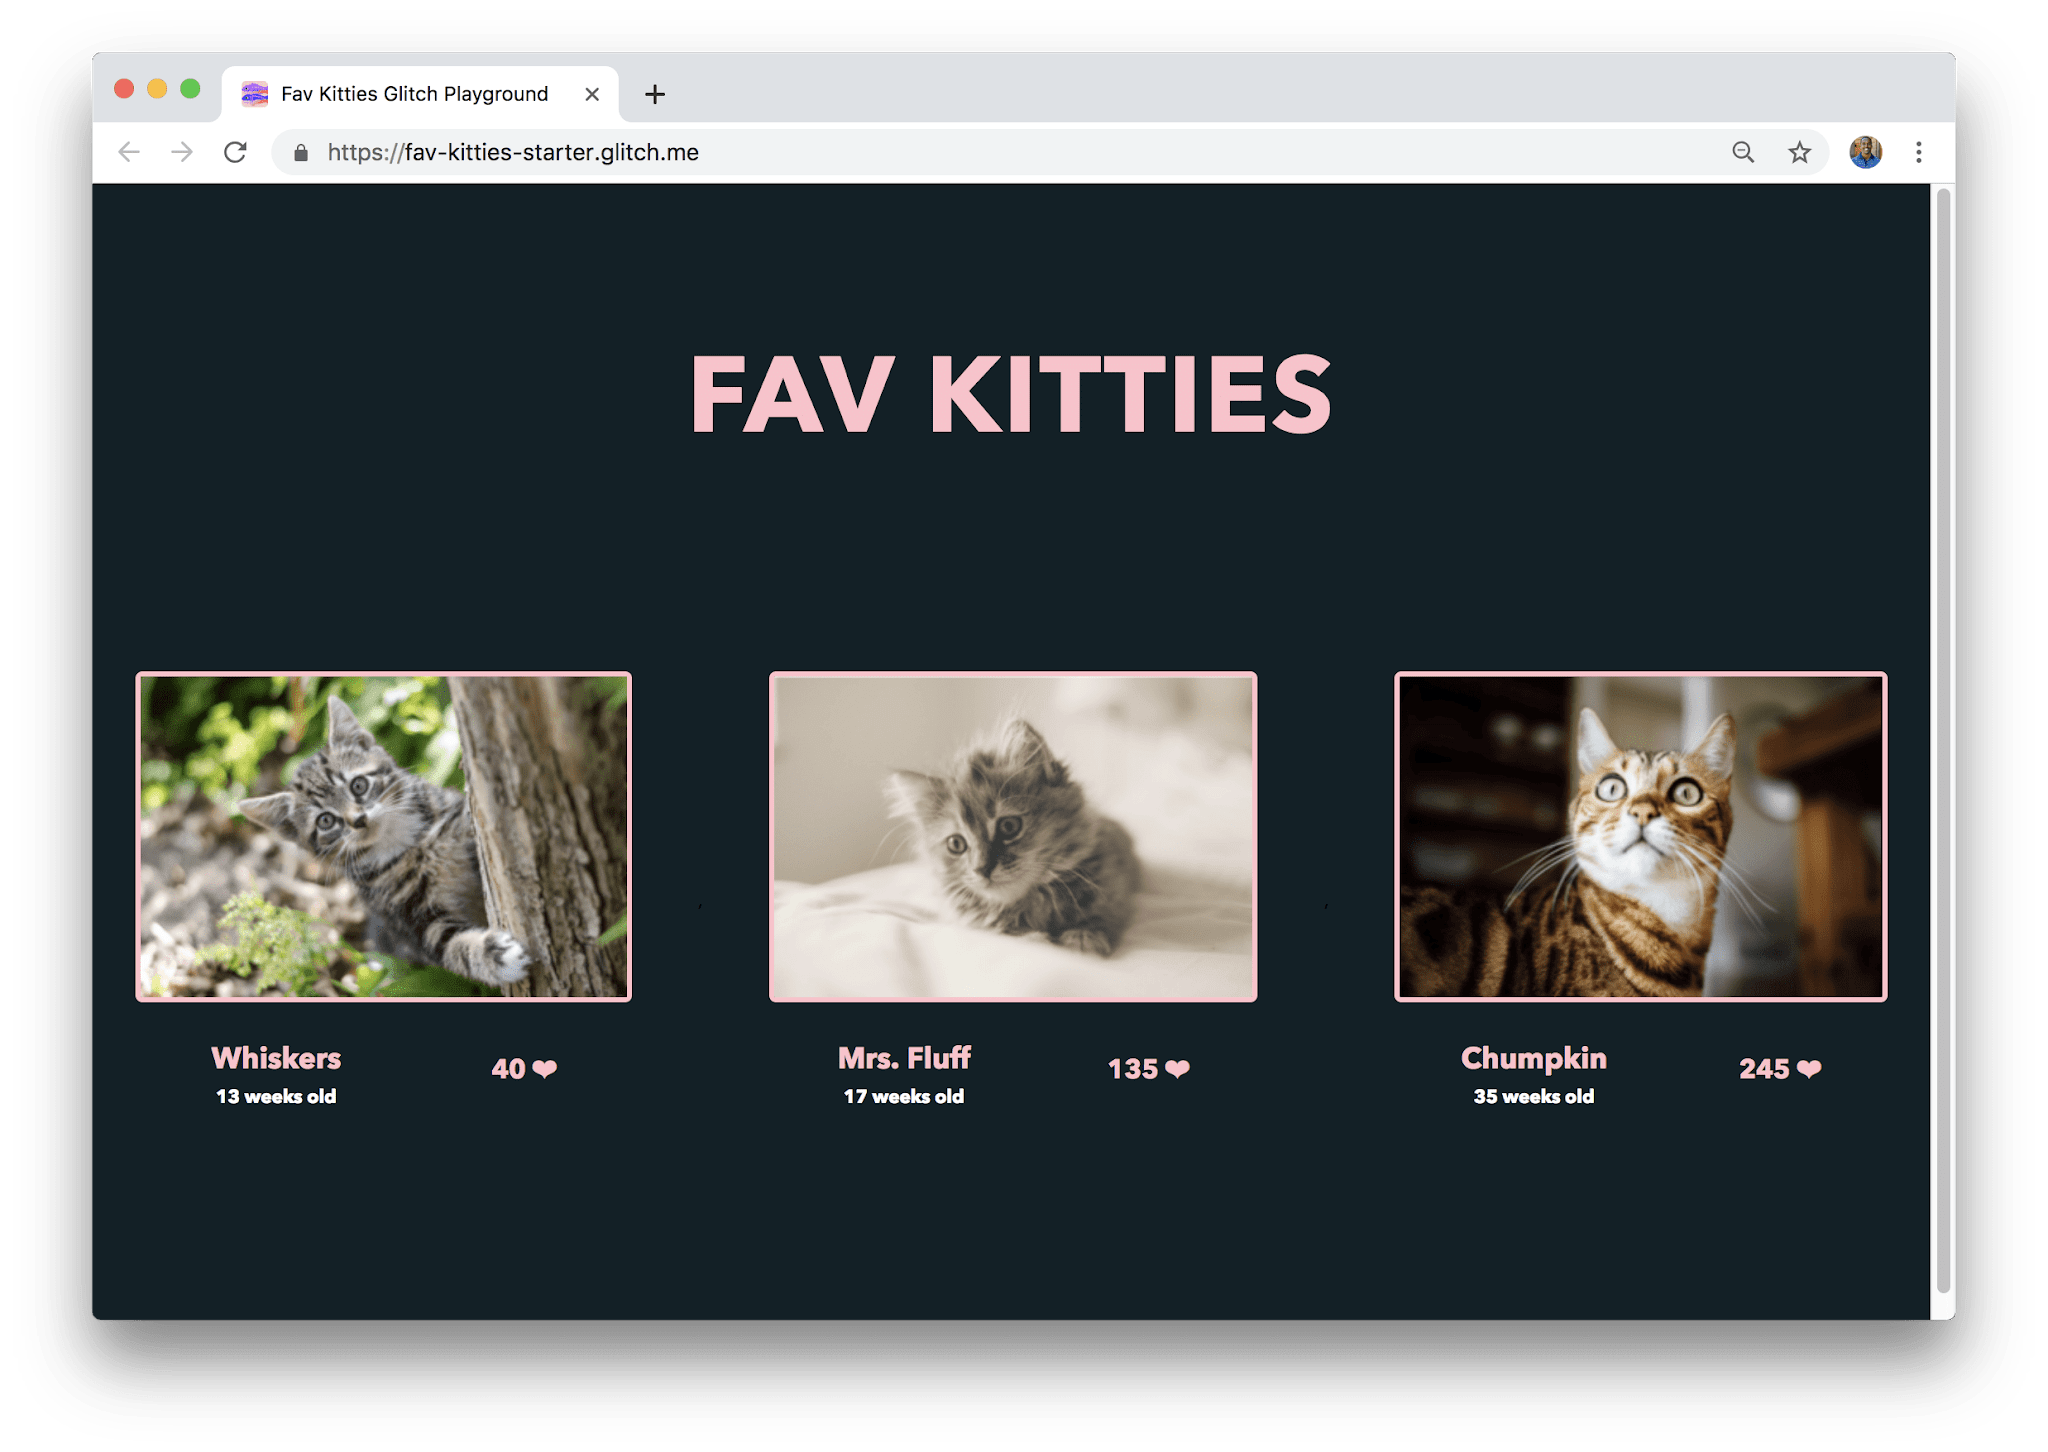 Fav Kitties Glitch Playground
https://fav-kitties-starter.glitch.me
FAV KITTIES
Whiskers
13 weeks old
40 ❤
Mrs. Fluff
17 weeks old
135 ❤
Chumpkin
35 weeks old
245 ❤